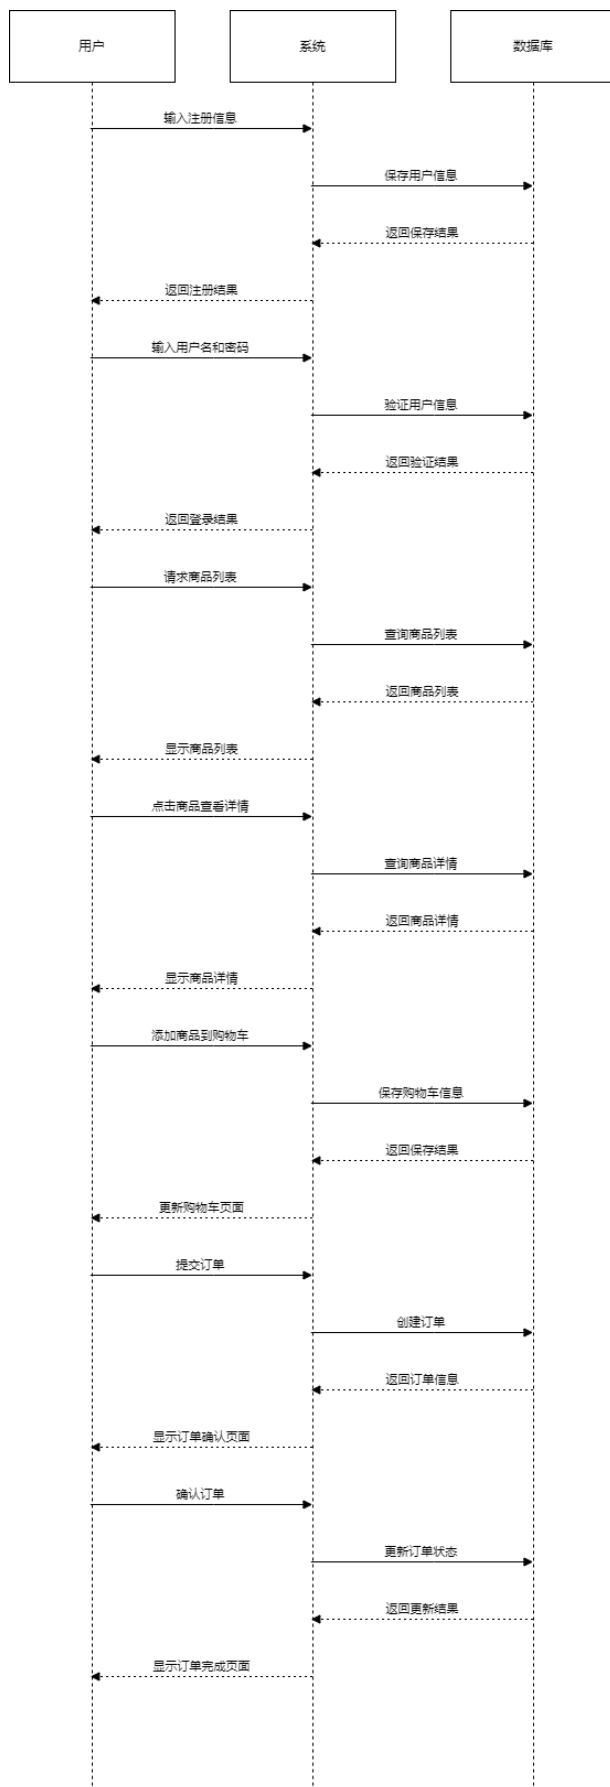 用户
系统
数据库
输入注册信息
保存用户信息
返回保存结果
返回注册结果
输入用户名和密码
验证用户信息
返回验证结果
返回登录结果
请求商品列表
查询商品列表
返回商品列表
显示商品列表
点击商品查看详情
查询商品详情
返回商品详情
显示商品详情
添加商品到购物车
保存购物车信息
返回保存结果
更新购物车页面
提交订单
创建订单
返回订单信息
显示订单确认页面
确认订单
更新订单状态
返回更新结果
显示订单完成页面